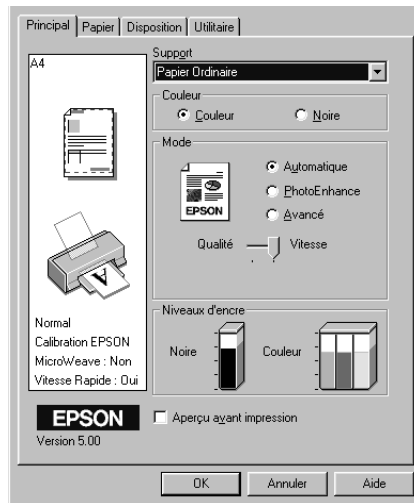 Principal Papier Disposition Utilitaire
A4
Support
Papier Ordinaire
Couleur
Couleur Noire
Mode
Automatique
PhotoEnhance
Avancé
EPSON
Qualité Vitesse
Normal
Calibration EPSON
MicroWeave : Non
Vitesse Rapide : Oui
Niveaux d'encre
Noire Couleur
EPSON
Version 5.00
Aperçu avant impression
OK Annuler Aide